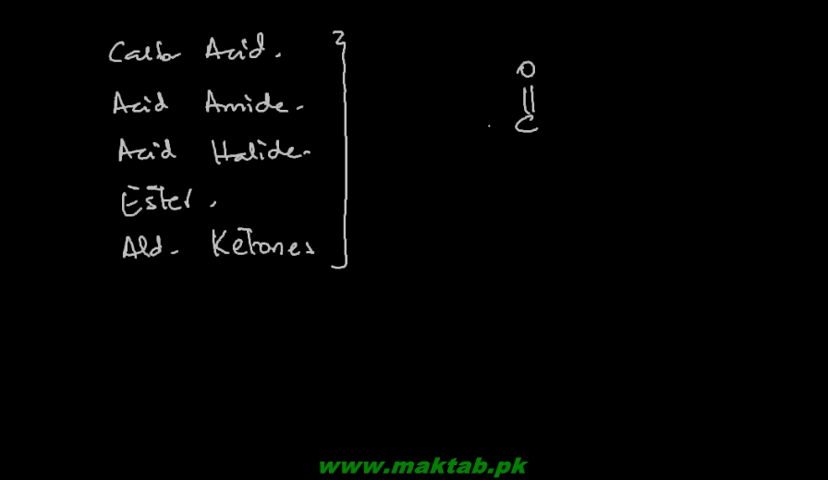 Carbo Acid.
Acid Amide.
Acid Halide.
Ester.
Ald. Ketones
O
C
www.maktab.pk